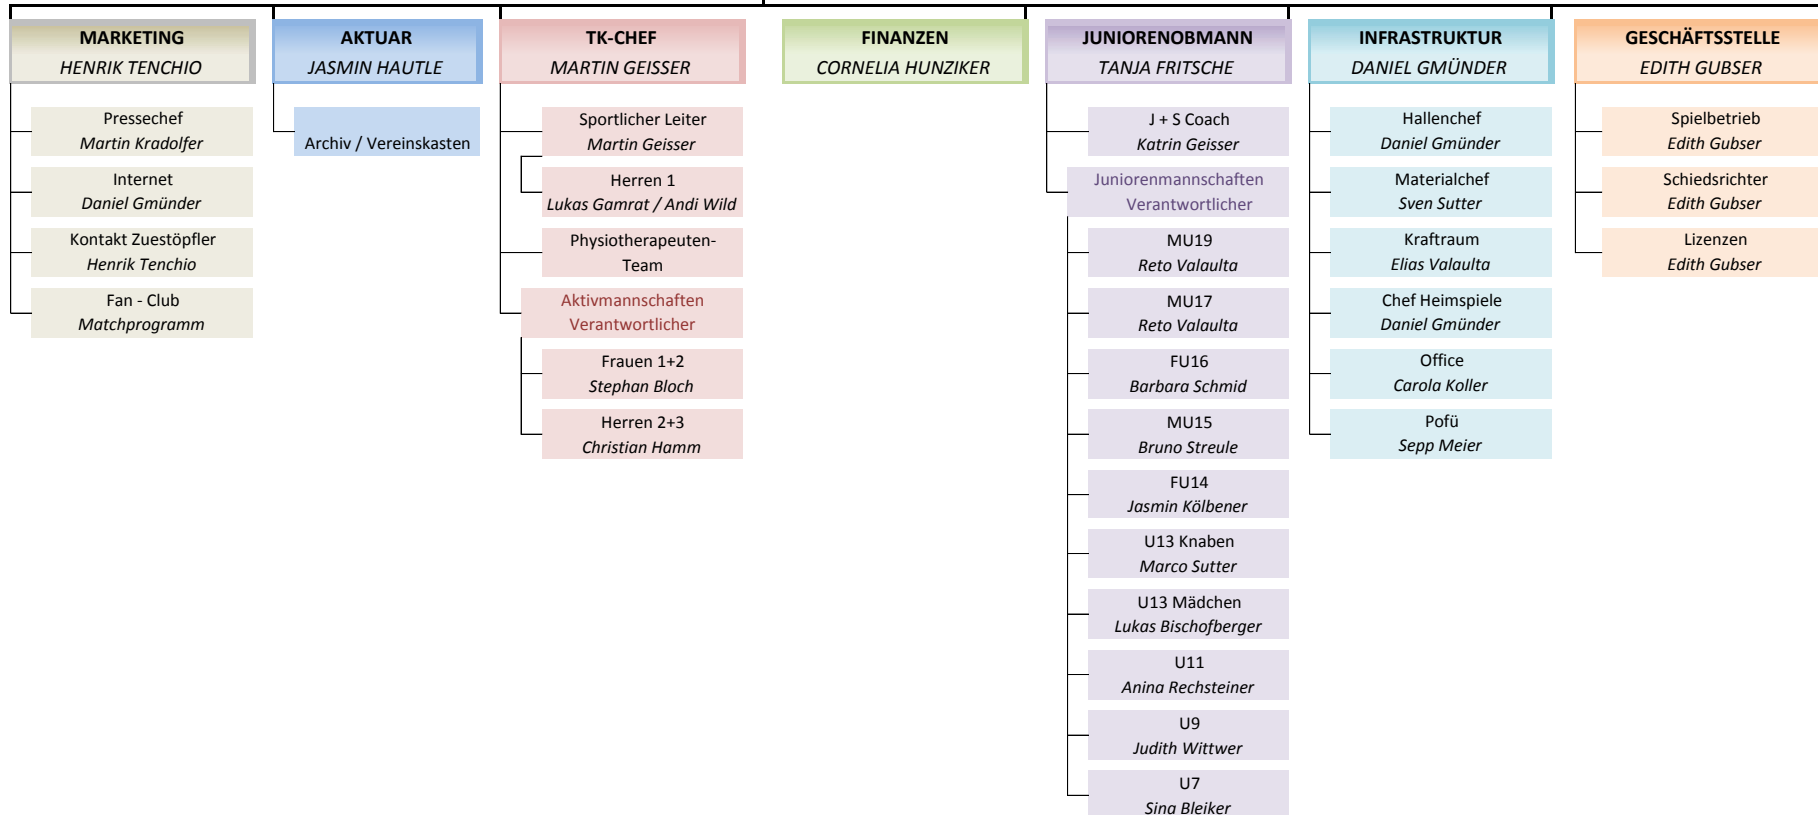 MARKETING
HENRIK TENCHIO
Pressechef
Martin Kradolfer
Internet
Daniel Gmünder
Kontakt Zuestöpfler
Henrik Tenchio
Fan - Club
Matchprogramm
AKTUAR
JASMIN HAUTLE
Archiv / Vereinskasten
TK-CHEF
MARTIN GEISSER
Sportlicher Leiter
Martin Geisser
Herren 1
Lukas Gamrat / Andi Wild
Physiotherapeuten-
Team
Aktivmannschaften
Verantwortlicher
Frauen 1+2
Stephan Bloch
Herren 2+3
Christian Hamm
FINANZEN
CORNELIA HUNZIKER
JUNIORENOBMANN
TANJA FRITSCHE
J + S Coach
Katrin Geisser
Juniorenmannschaften
Verantwortlicher
MU19
Reto Valaulta
MU17
Reto Valaulta
FU16
Barbara Schmid
MU15
Bruno Streule
FU14
Jasmin Kölbener
U13 Knaben
Marco Sutter
U13 Mädchen
Lukas Bischofberger
U11
Anina Rechsteiner
U9
Judith Wittwer
U7
Sina Bleiker
INFRASTRUKTUR
DANIEL GMÜNDER
Hallenchef
Daniel Gmünder
Materialchef
Sven Sutter
Kraftraum
Elias Valaulta
Chef Heimspiele
Daniel Gmünder
Office
Carola Koller
Pofü
Sepp Meier
GESCHÄFTSSTELLE
EDITH GUBSER
Spielbetrieb
Edith Gubser
Schiedsrichter
Edith Gubser
Lizenzen
Edith Gubser